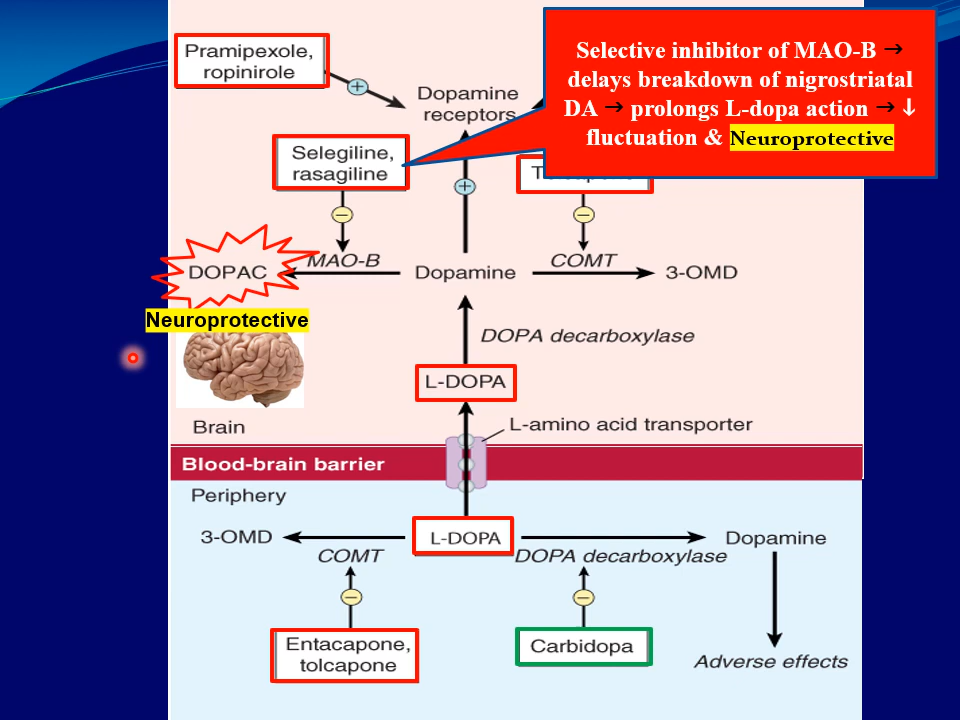 Pramipexole,
ropinirole
Selective inhibitor of MAO-B →
delays breakdown of nigrostriatal
DA → prolongs L-dopa action → ↓
fluctuation & Neuroprotective
+
Dopamine
receptors
Selegiline,
rasagiline
+
−
−
DOPAC
MAO-B
Dopamine
COMT
3-OMD
Neuroprotective
DOPA decarboxylase
L-DOPA
L-amino acid transporter
Brain
Blood-brain barrier
Periphery
3-OMD
COMT
L-DOPA
DOPA decarboxylase
Dopamine
−
−
Entacapone,
tolcapone
Carbidopa
Adverse effects